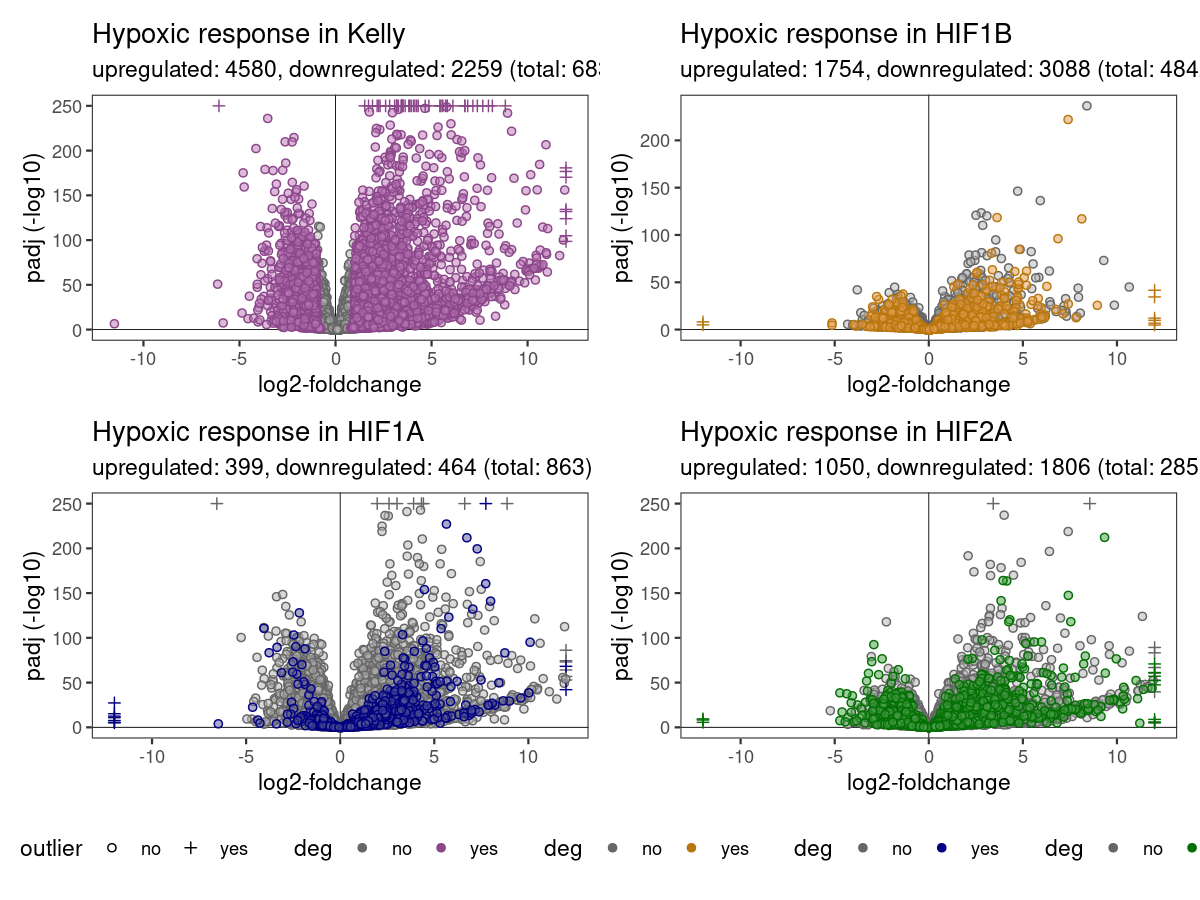 Hypoxic response in Kelly
upregulated: 4580, downregulated: 2259 (total: 68
padj (-log10)
250
200
150
100
50
0
-10 -5 0 5 10
log2-foldchange
Hypoxic response in HIF1B
upregulated: 1754, downregulated: 3088 (total: 484
padj (-log10)
200
150
100
50
0
-10 -5 0 5 10
log2-foldchange
Hypoxic response in HIF1A
upregulated: 399, downregulated: 464 (total: 863)
padj (-log10)
250
200
150
100
50
0
-10 -5 0 5 10
log2-foldchange
Hypoxic response in HIF2A
upregulated: 1050, downregulated: 1806 (total: 285
padj (-log10)
250
200
150
100
50
0
-10 -5 0 5 10
log2-foldchange
outlier no yes deg no yes deg no yes deg no yes deg no